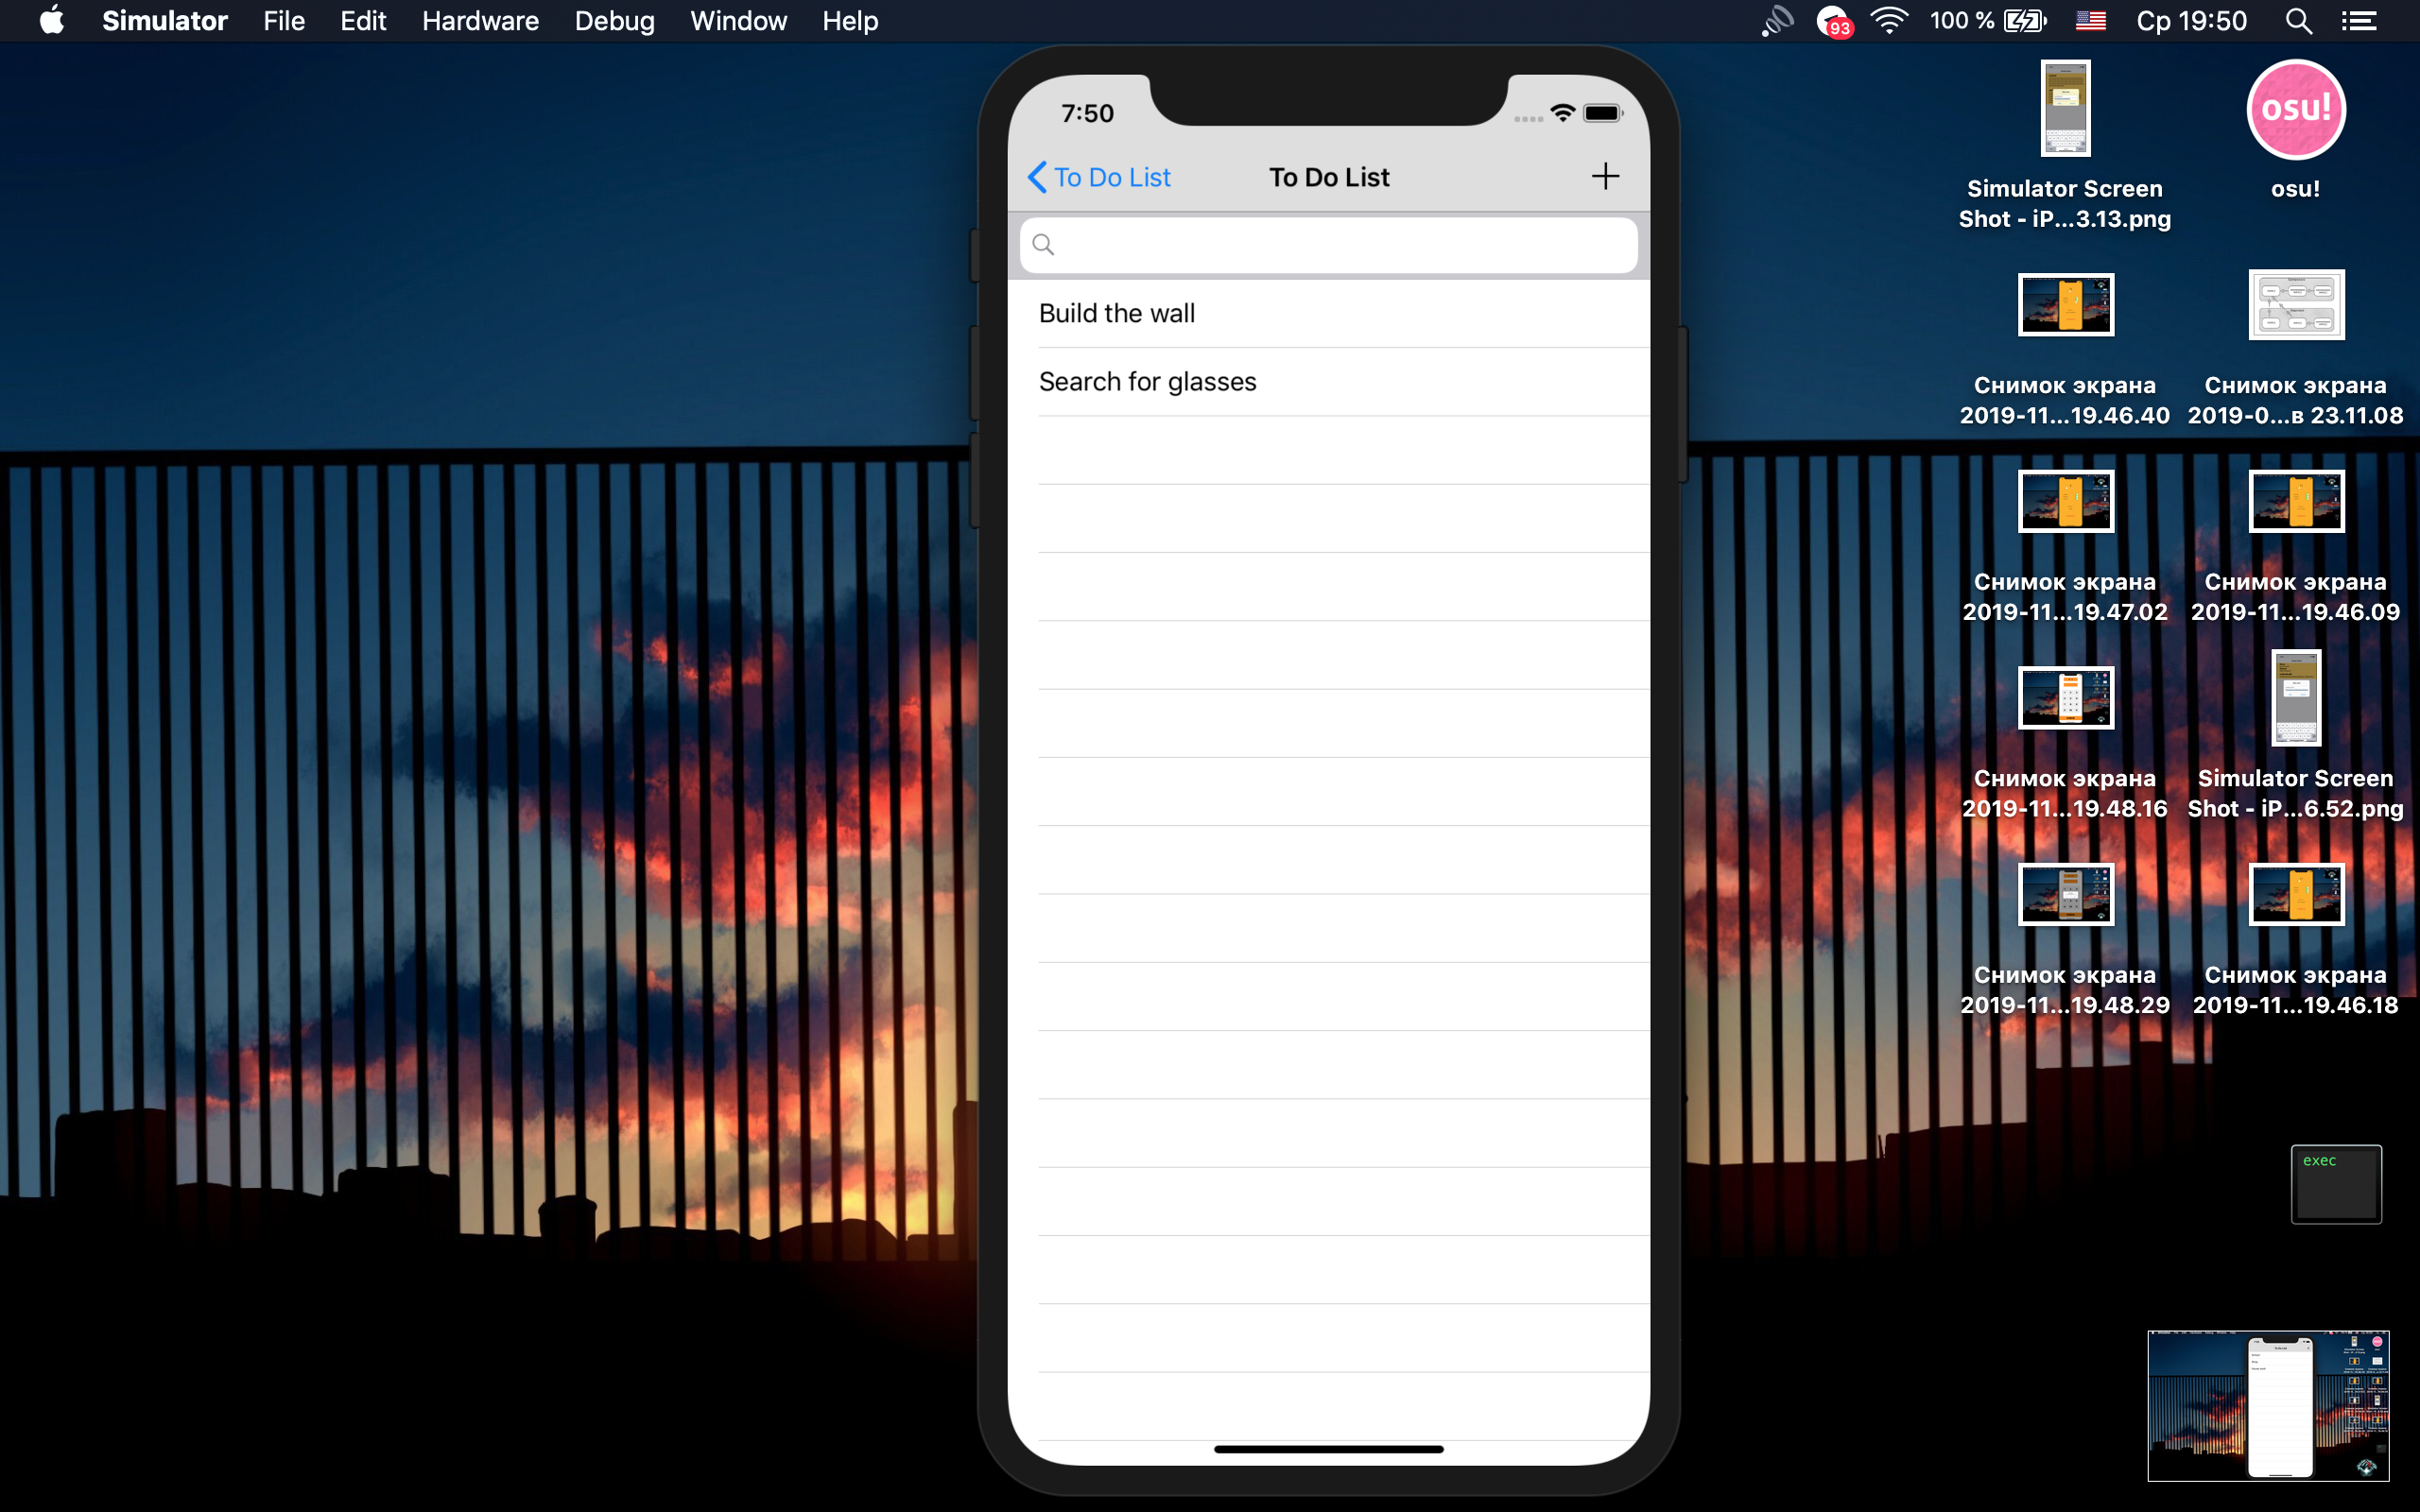 Simulator File Edit Hardware Debug Window Help
93 100 % Ср 19:50
7:50
To Do List To Do List
Build the wall
Search for glasses
Simulator Screen
Shot - iP...3.13.png
osu!
osu!
Снимок экрана
2019-11...19.46.40
Снимок экрана
2019-0...в 23.11.08
Снимок экрана
2019-11...19.47.02
Снимок экрана
2019-11...19.46.09
Снимок экрана
2019-11...19.48.16
Simulator Screen
Shot - iP...6.52.png
Снимок экрана
2019-11...19.48.29
Снимок экрана
2019-11...19.46.18
exec